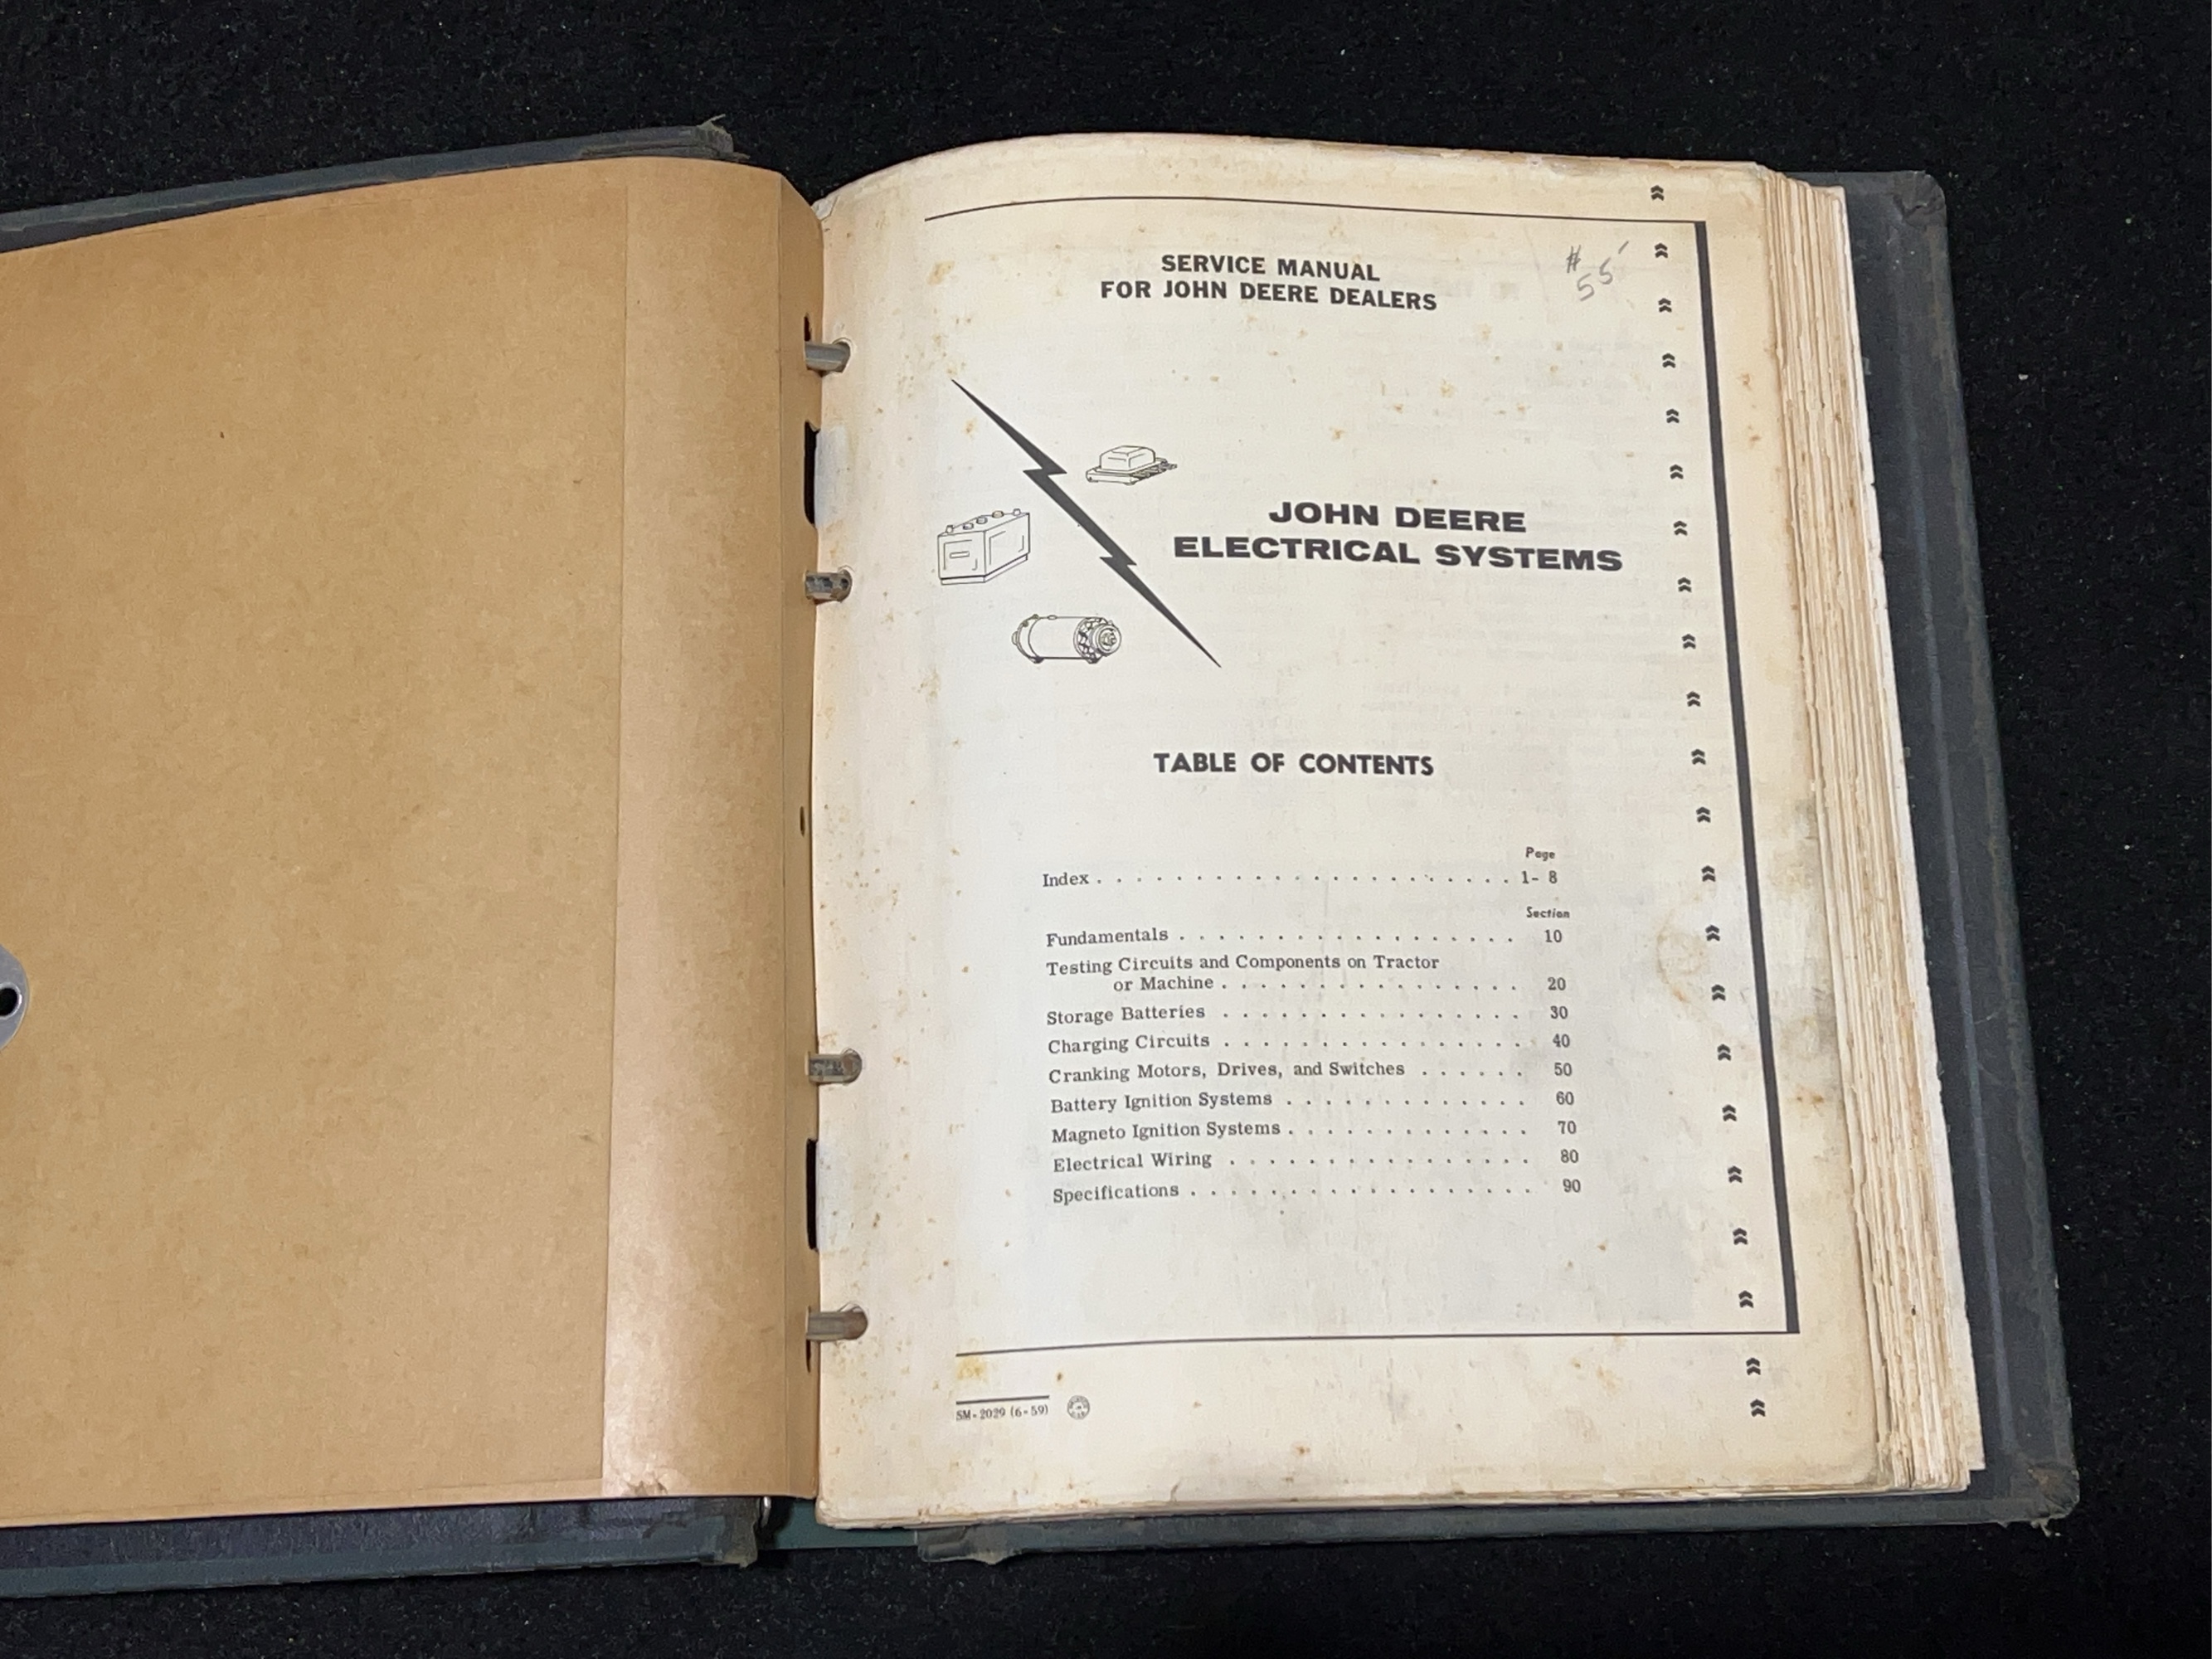 SERVICE MANUAL
FOR JOHN DEERE DEALERS
# 55
JOHN DEERE
ELECTRICAL SYSTEMS
TABLE OF CONTENTS
Page
Index . . . . . . . . . . . . . . . . . . . . . . 1- 8
Section
Fundamentals . . . . . . . . . . . . . . . . . . 10
Testing Circuits and Components on Tractor
or Machine . . . . . . . . . . . . . . . . 20
Storage Batteries . . . . . . . . . . . . . . . . 30
Charging Circuits . . . . . . . . . . . . . . . . 40
Cranking Motors, Drives, and Switches . . . . . . 50
Battery Ignition Systems . . . . . . . . . . . . . 60
Magneto Ignition Systems . . . . . . . . . . . . . 70
Electrical Wiring . . . . . . . . . . . . . . . . 80
Specifications . . . . . . . . . . . . . . . . . . 90
SM-2029 (6-59)